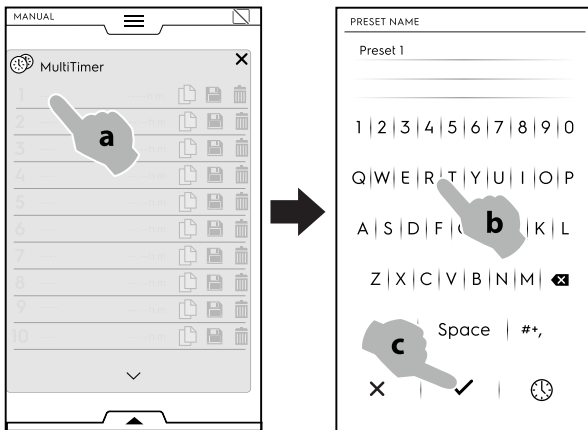 MANUAL
MultiTimer
1
2
3
4
5
6
7
8
9
10
a
PRESET NAME
Preset 1
1 2 3 4 5 6 7 8 9 0
Q W E R T Y U I O P
A S D F K L
b
Z X C V B N M
Space #+,
c